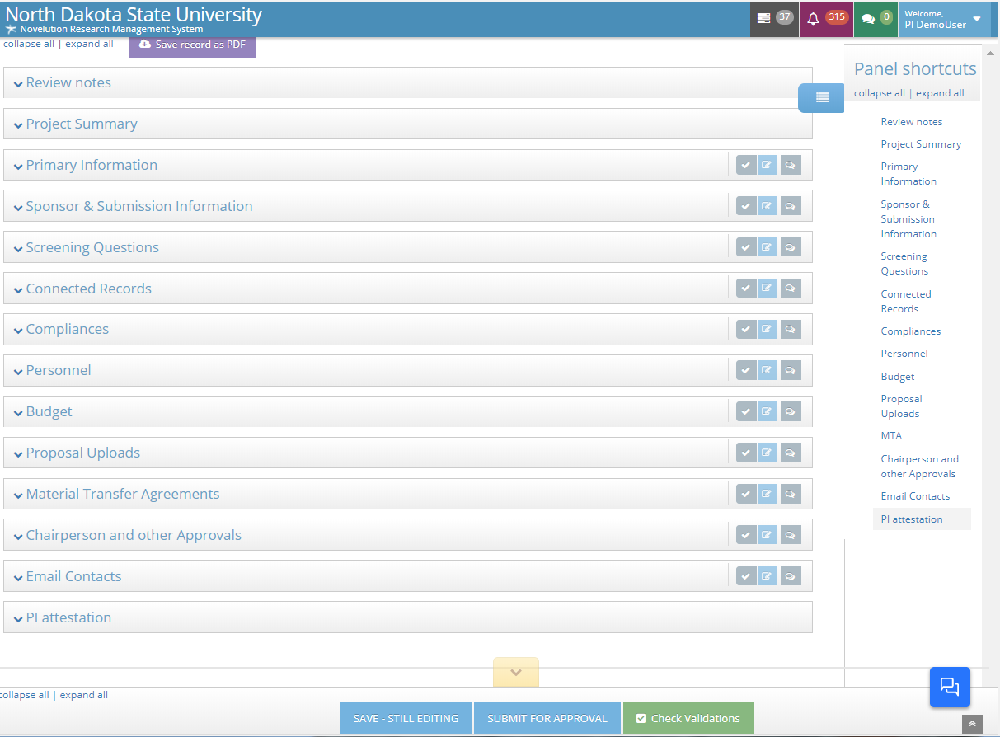 North Dakota State University
Novelution Research Management System
37
315
0
Welcome,
PI DemoUser
collapse all | expand all
Save record as PDF
Review notes
Project Summary
Primary Information
Sponsor & Submission Information
Screening Questions
Connected Records
Compliances
Personnel
Budget
Proposal Uploads
Material Transfer Agreements
Chairperson and other Approvals
Email Contacts
PI attestation
Panel shortcuts
collapse all | expand all
Review notes
Project Summary
Primary
Information
Sponsor &
Submission
Information
Screening
Questions
Connected
Records
Compliances
Personnel
Budget
Proposal
Uploads
MTA
Chairperson and
other Approvals
Email Contacts
PI attestation
collapse all | expand all
SAVE - STILL EDITING
SUBMIT FOR APPROVAL
Check Validations